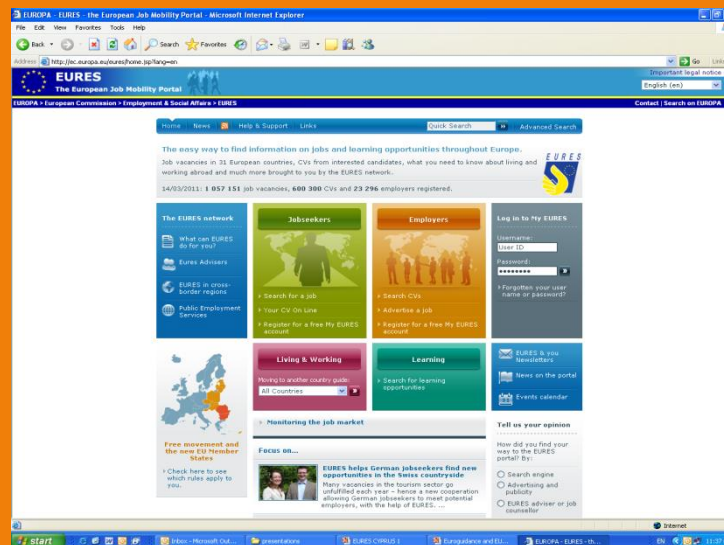 EUROPA - EURES - the European Job Mobility Portal - Microsoft Internet Explorer
File Edit View Favorites Tools Help
Back Search Favorites
Address http://ec.europa.eu/eures/home.jsp?lang=en Go Links
EURES
The European Job Mobility Portal
Important legal notice
English (en)
EUROPA > European Commission > Employment & Social Affairs > EURES
Contact | Search on EUROPA
Home News Help & Support Links Quick Search Advanced Search
The easy way to find information on jobs and learning opportunities throughout Europe.
Job vacancies in 31 European countries, CVs from interested candidates, what you need to know about living and
working abroad and much more brought to you by the EURES network.
EURES
14/03/2011: 1 057 151 job vacancies, 600 300 CVs and 23 296 employers registered.
The EURES network
What can EURES
do for you?
Eures Advisers
EURES in cross-
border regions
Public Employment
Services
Jobseekers
Search for a job
Your CV On Line
Register for a free My EURES
account
Employers
Search CVs
Advertise a job
Register for a free My EURES
account
Log in to My EURES
Username:
User ID
Password:
••••••••
Forgotten your user
name or password?
Free movement and
the new EU Member
States
Check here to see
which rules apply to
you.
Living & Working
Moving to another country guide:
All Countries
Learning
Search for learning
opportunities
EURES & you
Newsletters
News on the portal
Events calendar
Monitoring the job market
Focus on...
EURES helps German jobseekers find new
opportunities in the Swiss countryside
Many vacancies in the tourism sector go
unfulfilled each year – hence a new cooperation
allowing German jobseekers to meet potential
employers, with the help of EURES. ...
Tell us your opinion
How did you find your
way to the EURES
portal? By:
Search engine
Advertising and
publicity
EURES adviser or job
counsellor
Internet
start
Inbox - Microsoft Out...
presentations
EURES CYPRUS 1
Euroguidance and EU...
EUROPA - EURES - th...
EN
11:37